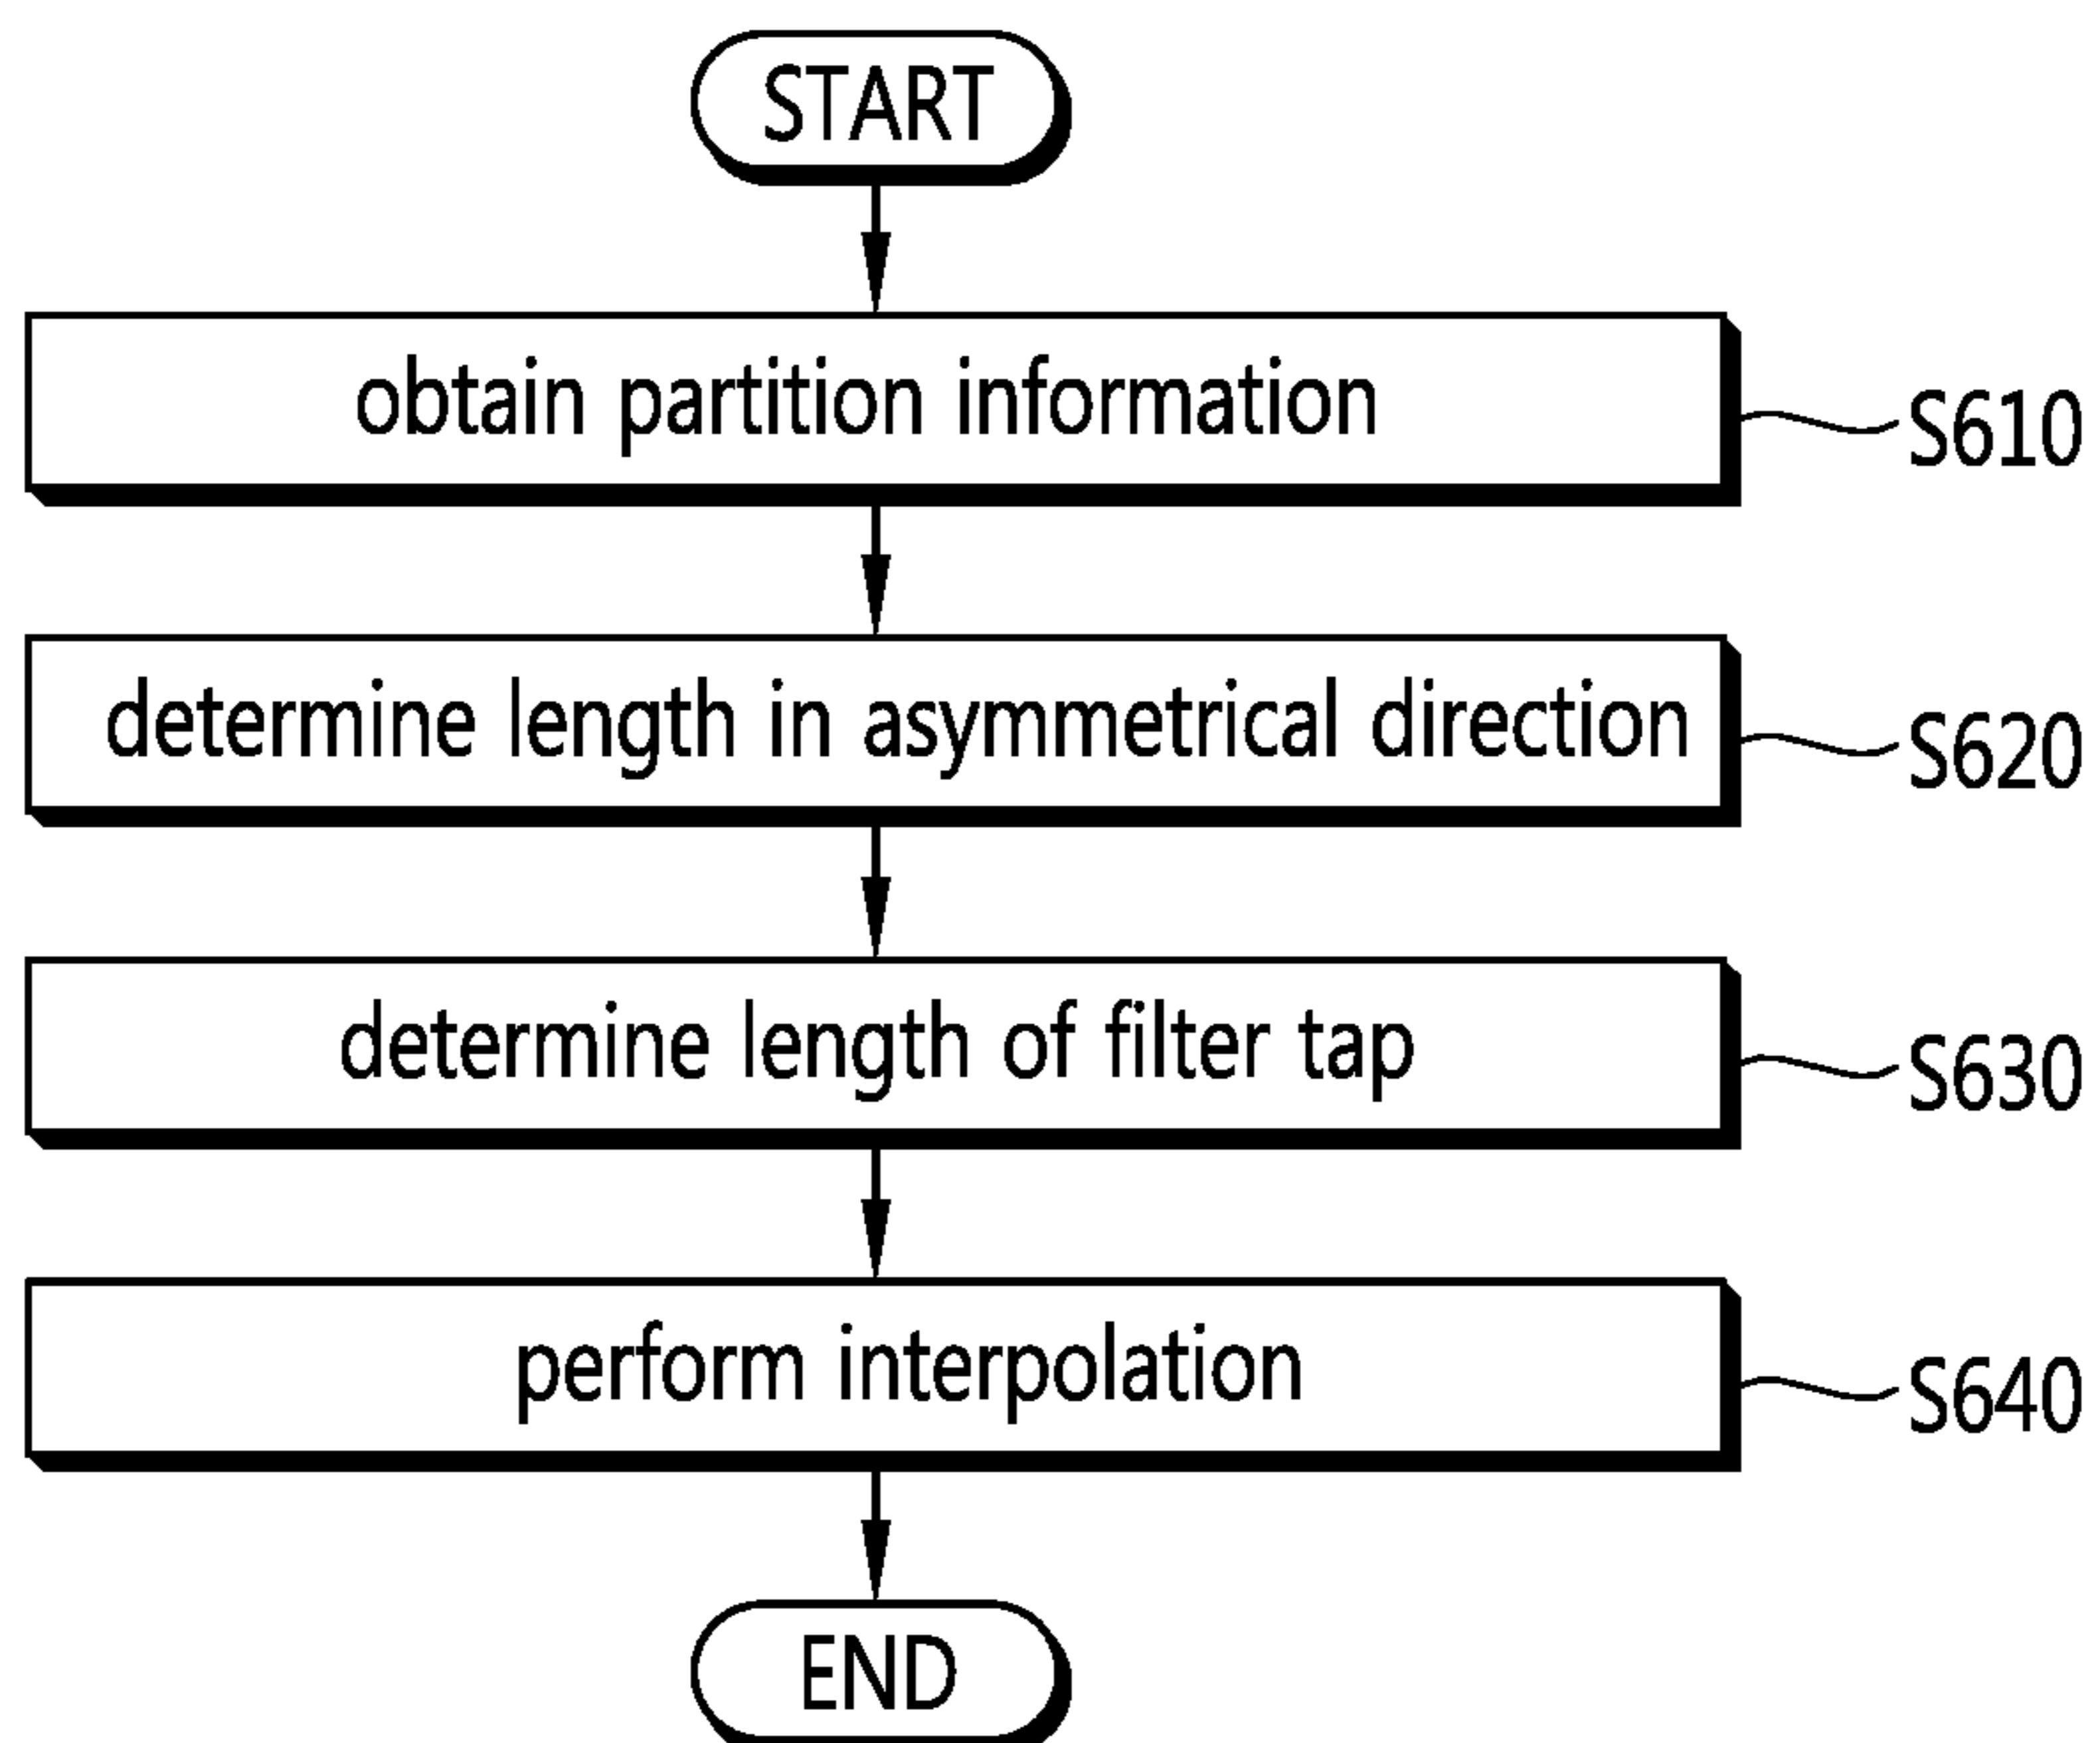 START
obtain partition information
S610
determine length in asymmetrical direction
S620
determine length of filter tap
S630
perform interpolation
S640
END